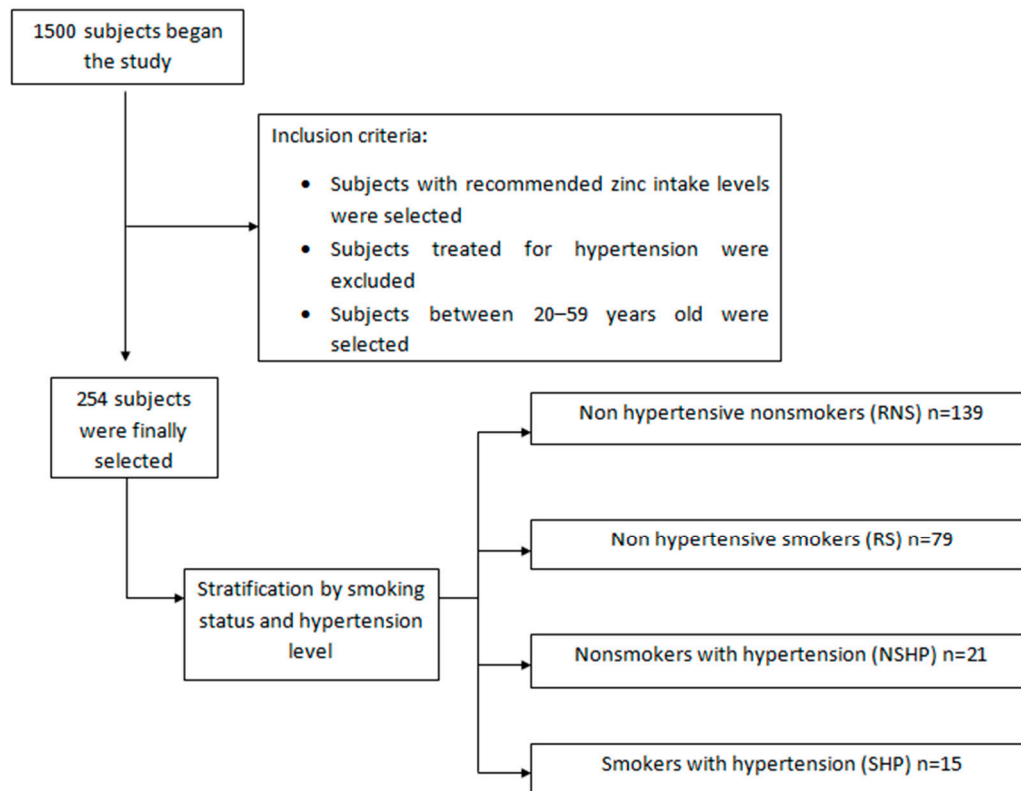 1500 subjects began
the study
Inclusion criteria:
• Subjects with recommended zinc intake levels
were selected
• Subjects treated for hypertension were
excluded
• Subjects between 20–59 years old were
selected
254 subjects
were finally
selected
Stratification by smoking
status and hypertension
level
Non hypertensive nonsmokers (RNS) n=139
Non hypertensive smokers (RS) n=79
Nonsmokers with hypertension (NSHP) n=21
Smokers with hypertension (SHP) n=15